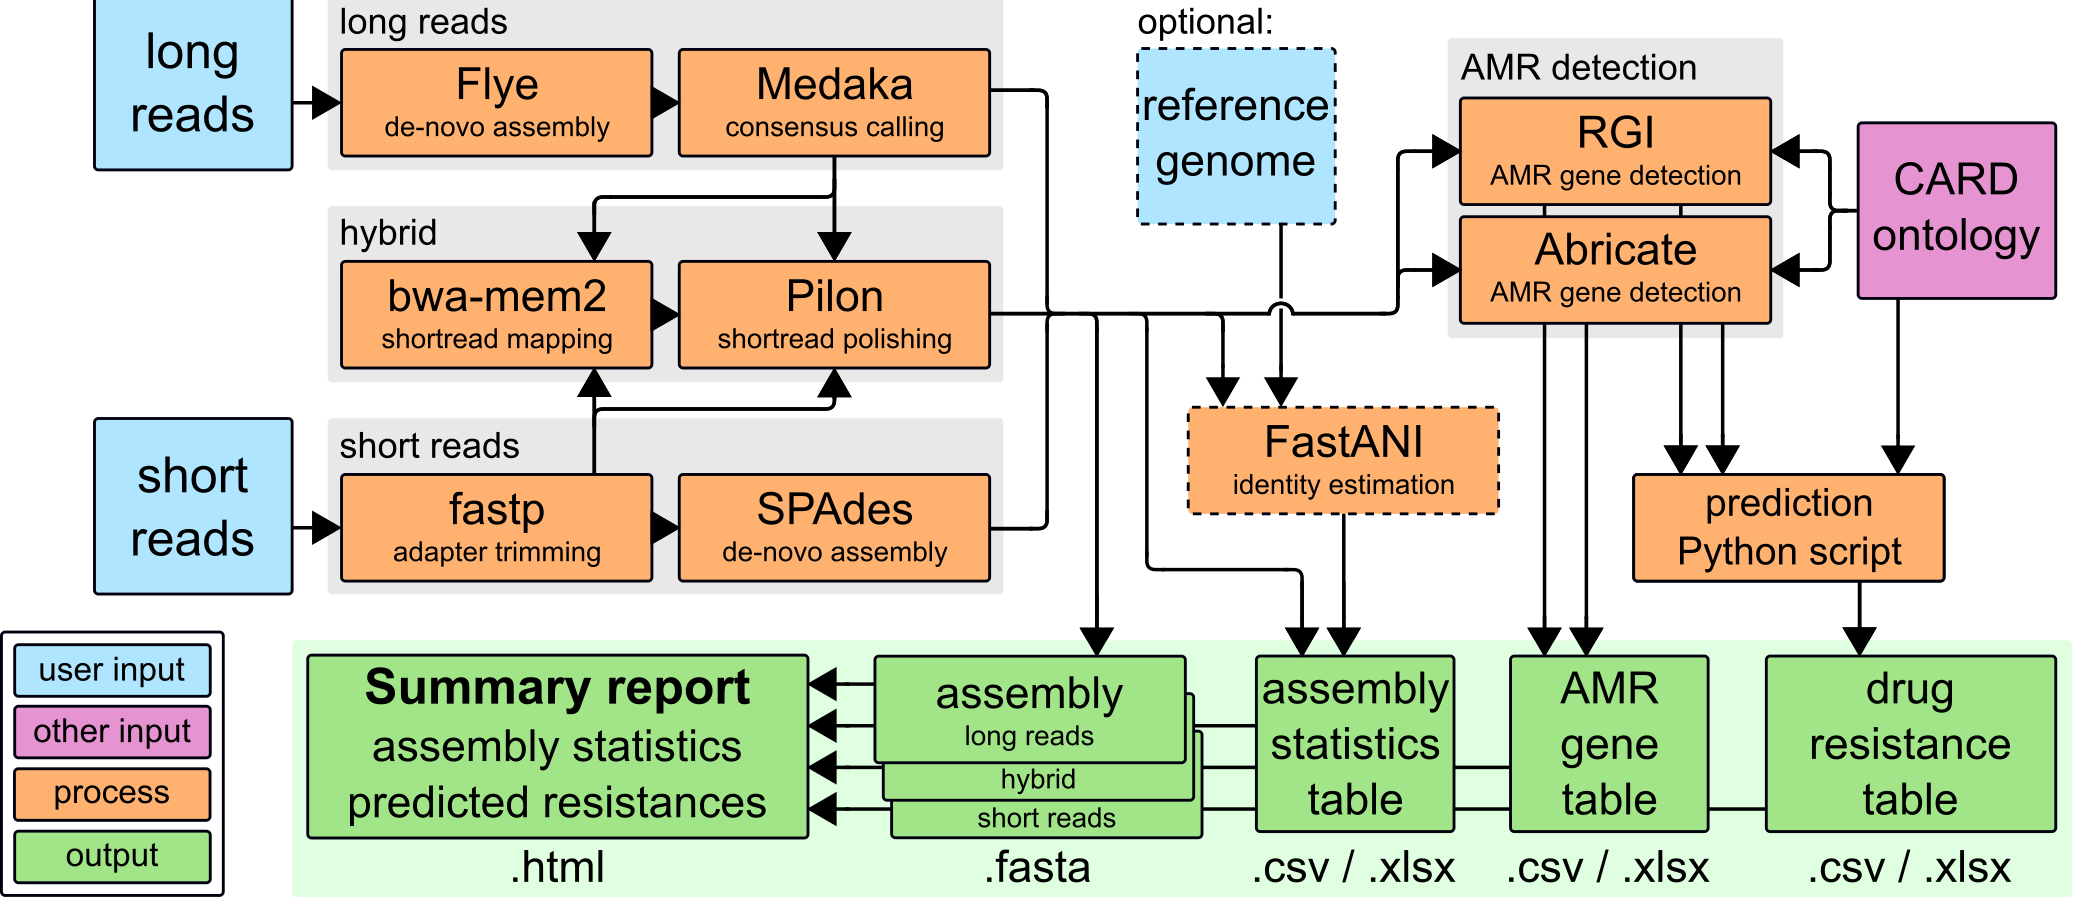 long
reads
long reads
Flye
de-novo assembly
Medaka
consensus calling
hybrid
bwa-mem2
shortread mapping
Pilon
shortread polishing
short
reads
short reads
fastp
adapter trimming
SPAdes
de-novo assembly
optional:
reference
genome
FastANI
identity estimation
AMR detection
RGI
AMR gene detection
Abricate
AMR gene detection
CARD
ontology
prediction
Python script
user input
other input
process
output
Summary report
assembly statistics
predicted resistances
.html
assembly
long reads
hybrid
short reads
.fasta
assembly
statistics
table
.csv / .xlsx
AMR
gene
table
.csv / .xlsx
drug
resistance
table
.csv / .xlsx